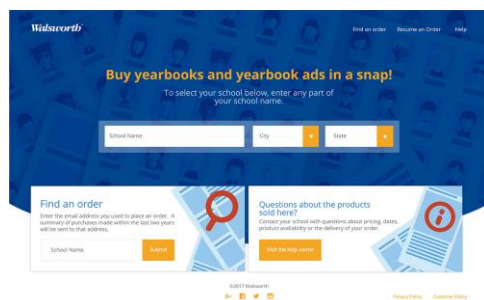 Walsworth
Find an order
Resume an Order
Help
Buy yearbooks and yearbook ads in a snap!
To select your school below, enter any part of
your school name.
School Name
City
State
Find an order
Enter the email address you used to place an order. A
summary of purchases made within the last two years
will be sent to that address.
School Name
Submit
Questions about the products
sold here?
Contact your school with questions about pricing, dates,
product availability or the delivery of your order.
Visit the help center
©2017 Walsworth
Privacy Policy
Customer Policy